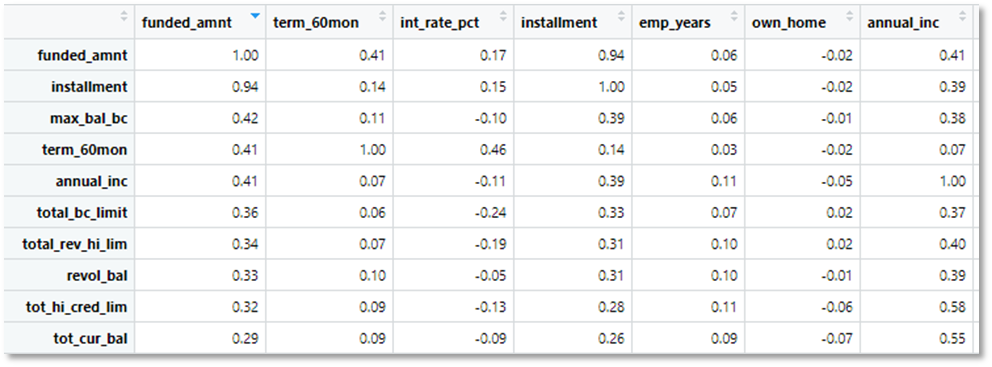 funded_amnt term_60mon int_rate_pct installment emp_years own_home annual_inc
funded_amnt 1.00 0.41 0.17 0.94 0.06 -0.02 0.41
installment 0.94 0.14 0.15 1.00 0.05 -0.02 0.39
max_bal_bc 0.42 0.11 -0.10 0.39 0.06 -0.01 0.38
term_60mon 0.41 1.00 0.46 0.14 0.03 -0.02 0.07
annual_inc 0.41 0.07 -0.11 0.39 0.11 -0.05 1.00
total_bc_limit 0.36 0.06 -0.24 0.33 0.07 0.02 0.37
total_rev_hi_lim 0.34 0.07 -0.19 0.31 0.10 0.02 0.40
revol_bal 0.33 0.10 -0.05 0.31 0.10 -0.01 0.39
tot_hi_cred_lim 0.32 0.09 -0.13 0.28 0.11 -0.06 0.58
tot_cur_bal 0.29 0.09 -0.09 0.26 0.09 -0.07 0.55